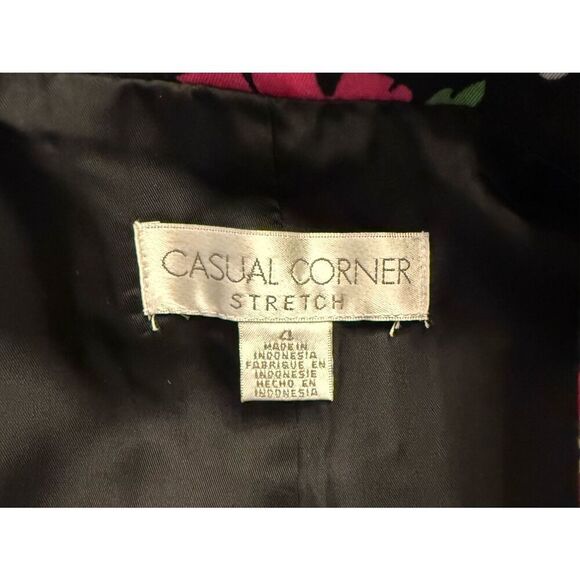 CASUAL CORNER
STRETCH
4
MADE IN
INDONESIA
FABRIQUE EN
INDONESIE
HECHO EN
INDONESIA